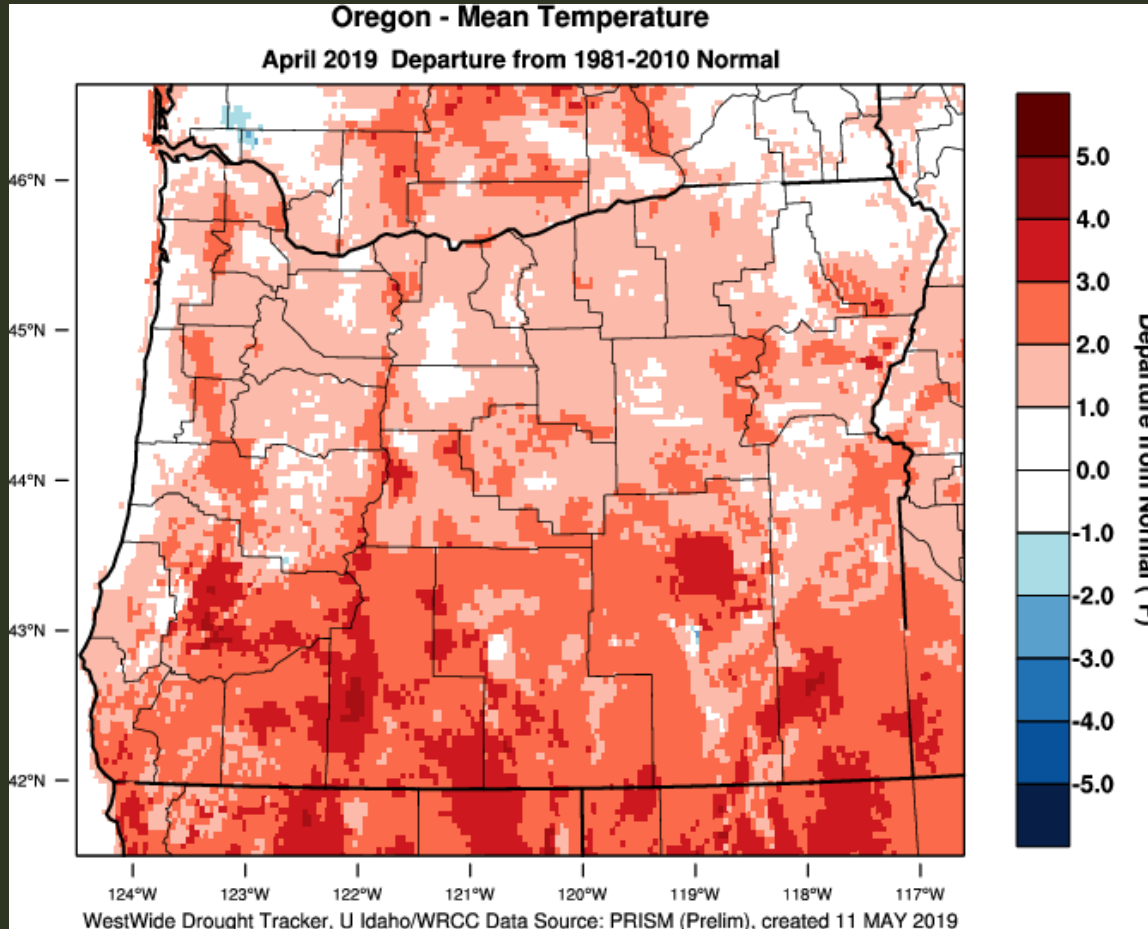 Oregon - Mean Temperature
April 2019 Departure from 1981-2010 Normal
46°N
45°N
44°N
43°N
42°N
124°W 123°W 122°W 121°W 120°W 119°W 118°W 117°W
5.0
4.0
3.0
2.0
1.0
0.0
-1.0
-2.0
-3.0
-4.0
-5.0
Departure from Normal (°F)
WestWide Drought Tracker, U Idaho/WRCC Data Source: PRISM (Prelim), created 11 MAY 2019